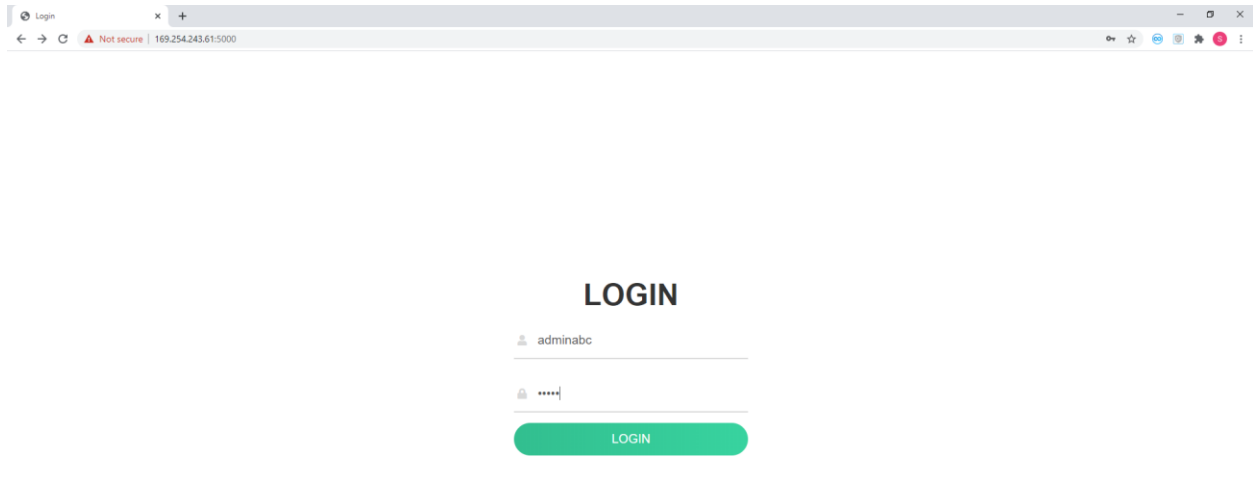 Login
Not secure | 169.254.243.61:5000
S
LOGIN
adminabc
•••••
LOGIN